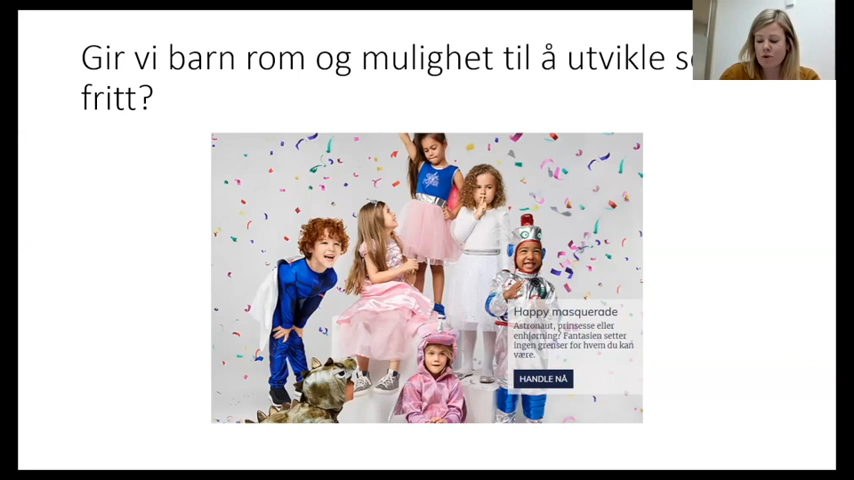 Gir vi barn rom og mulighet til å utvikle
fritt?
Happy masquerade
Astronaut, prinsesse eller
enhjørning? Fantasien setter
ingen grenser for hvem du kan
være.
HANDLE NÅ